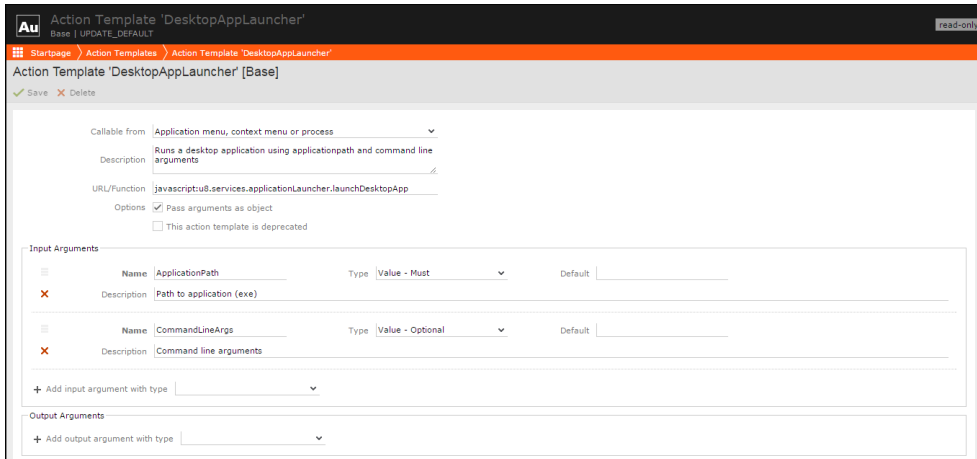 Au
Action Template 'DesktopAppLauncher'
Base | UPDATE_DEFAULT
read-only
Startpage Action Templates Action Template 'DesktopAppLauncher'
Action Template 'DesktopAppLauncher' [Base]
Save Delete
Callable from Application menu, context menu or process
Description Runs a desktop application using applicationpath and command line
arguments
URL/Function javascript:u8.services.applicationLauncher.launchDesktopApp
Options Pass arguments as object
This action template is deprecated
Input Arguments
Name ApplicationPath Type Value - Must Default
Description Path to application (exe)
Name CommandLineArgs Type Value - Optional Default
Description Command line arguments
+ Add input argument with type
Output Arguments
+ Add output argument with type